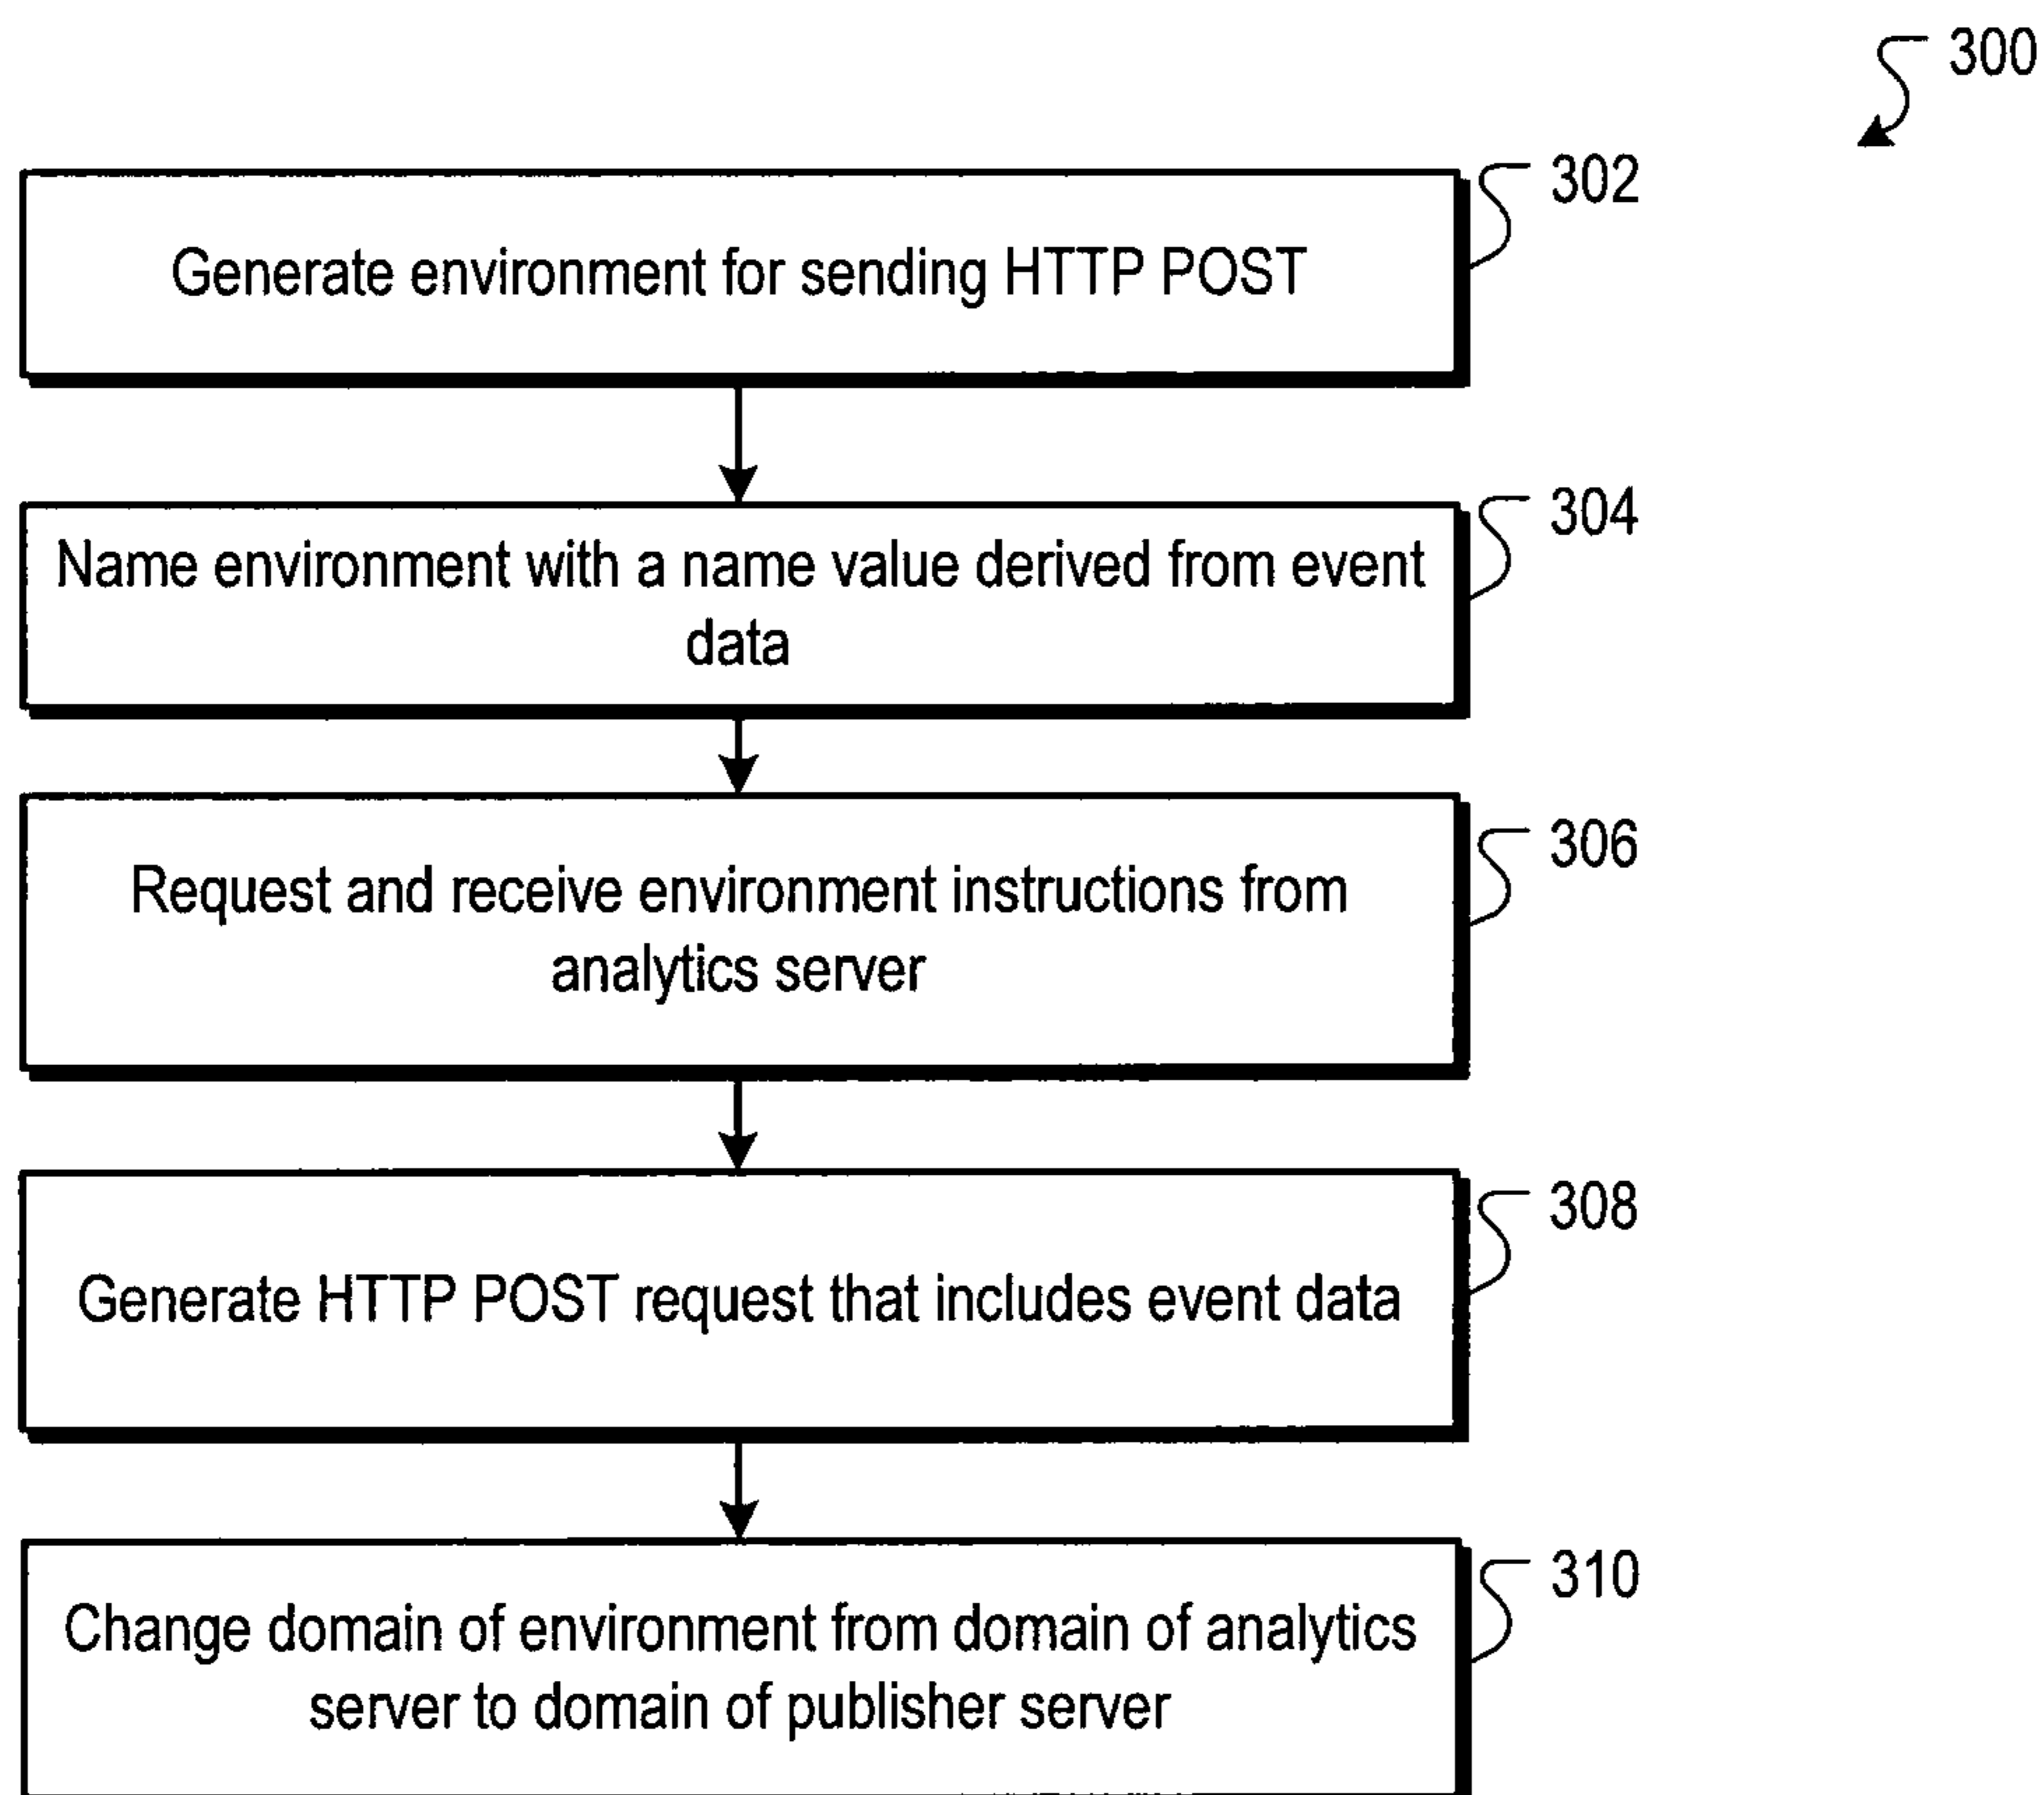 300
302
Generate environment for sending HTTP POST
304
Name environment with a name value derived from event
data
306
Request and receive environment instructions from
analytics server
308
Generate HTTP POST request that includes event data
310
Change domain of environment from domain of analytics
server to domain of publisher server